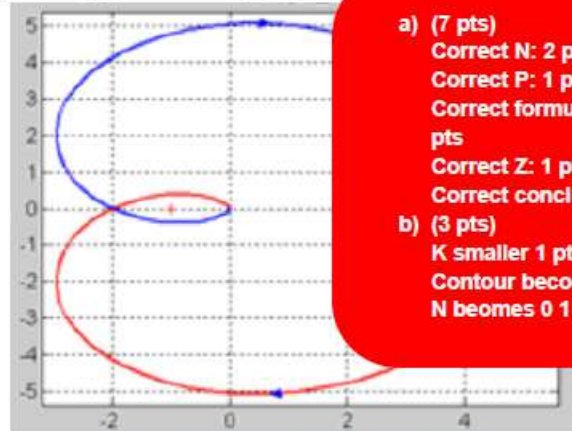 5
4
3
2
1
0
-1
-2
-3
-4
-5
-2
0
2
4
a) (7 pts)
Correct N: 2 p
Correct P: 1 p
Correct formu
pts
Correct Z: 1 p
Correct concl
b) (3 pts)
K smaller 1 pt
Contour beco
N beomes 0 1